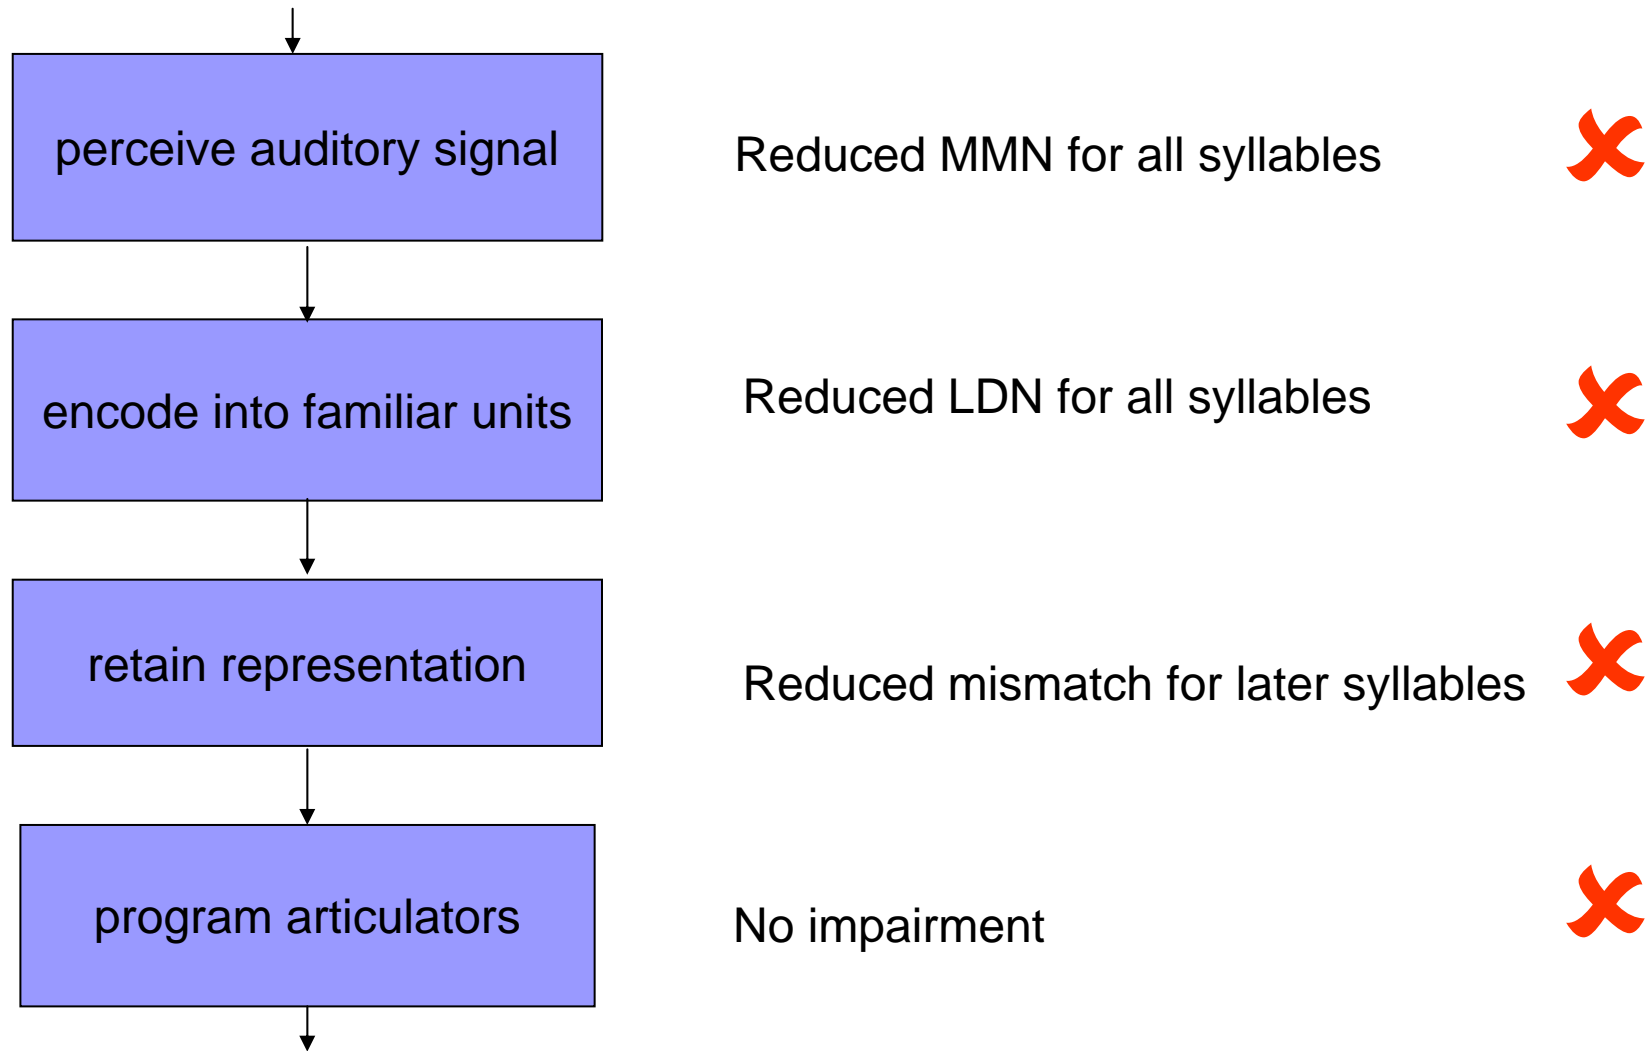 perceive auditory signal
Reduced MMN for all syllables
encode into familiar units
Reduced LDN for all syllables
retain representation
Reduced mismatch for later syllables
program articulators
No impairment